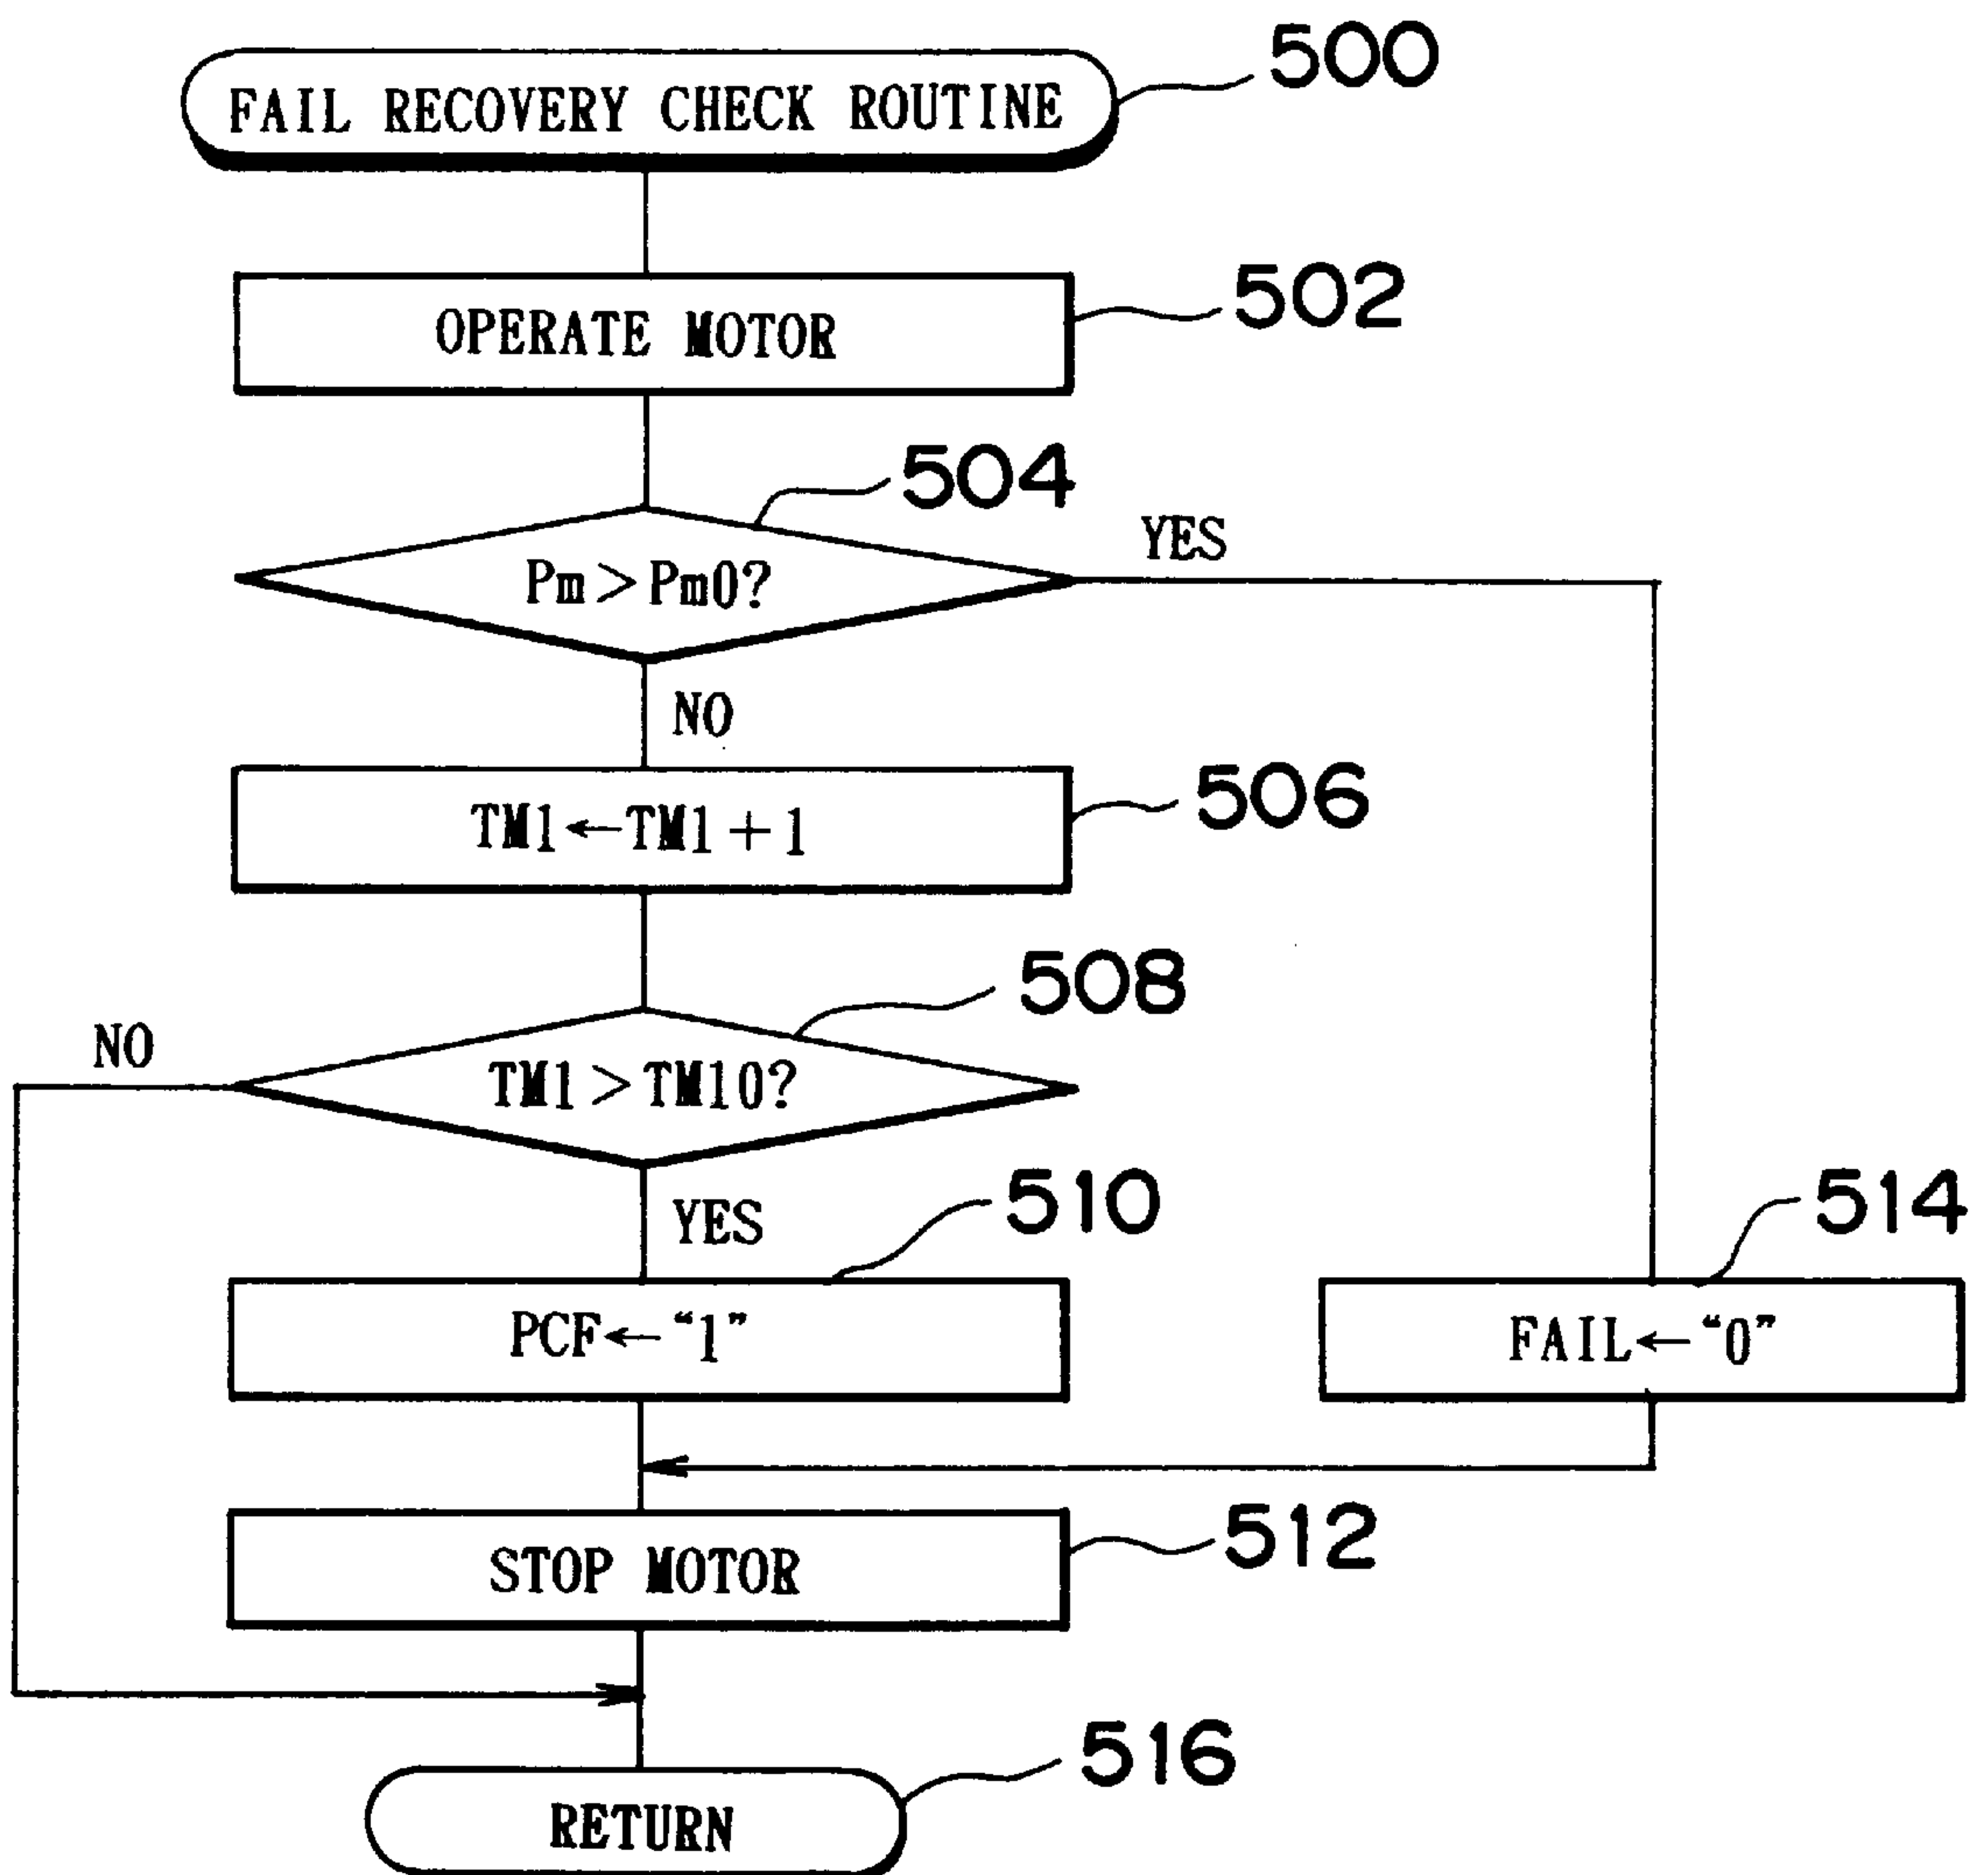 500
FAIL RECOVERY CHECK ROUTINE
502
OPERATE MOTOR
504
YES
Pm>Pm0?
NO
506
TM1←TM1+1
508
NO
TM1>TM10?
YES
510
514
PCF←“1”
FAIL←“0”
512
STOP MOTOR
516
RETURN